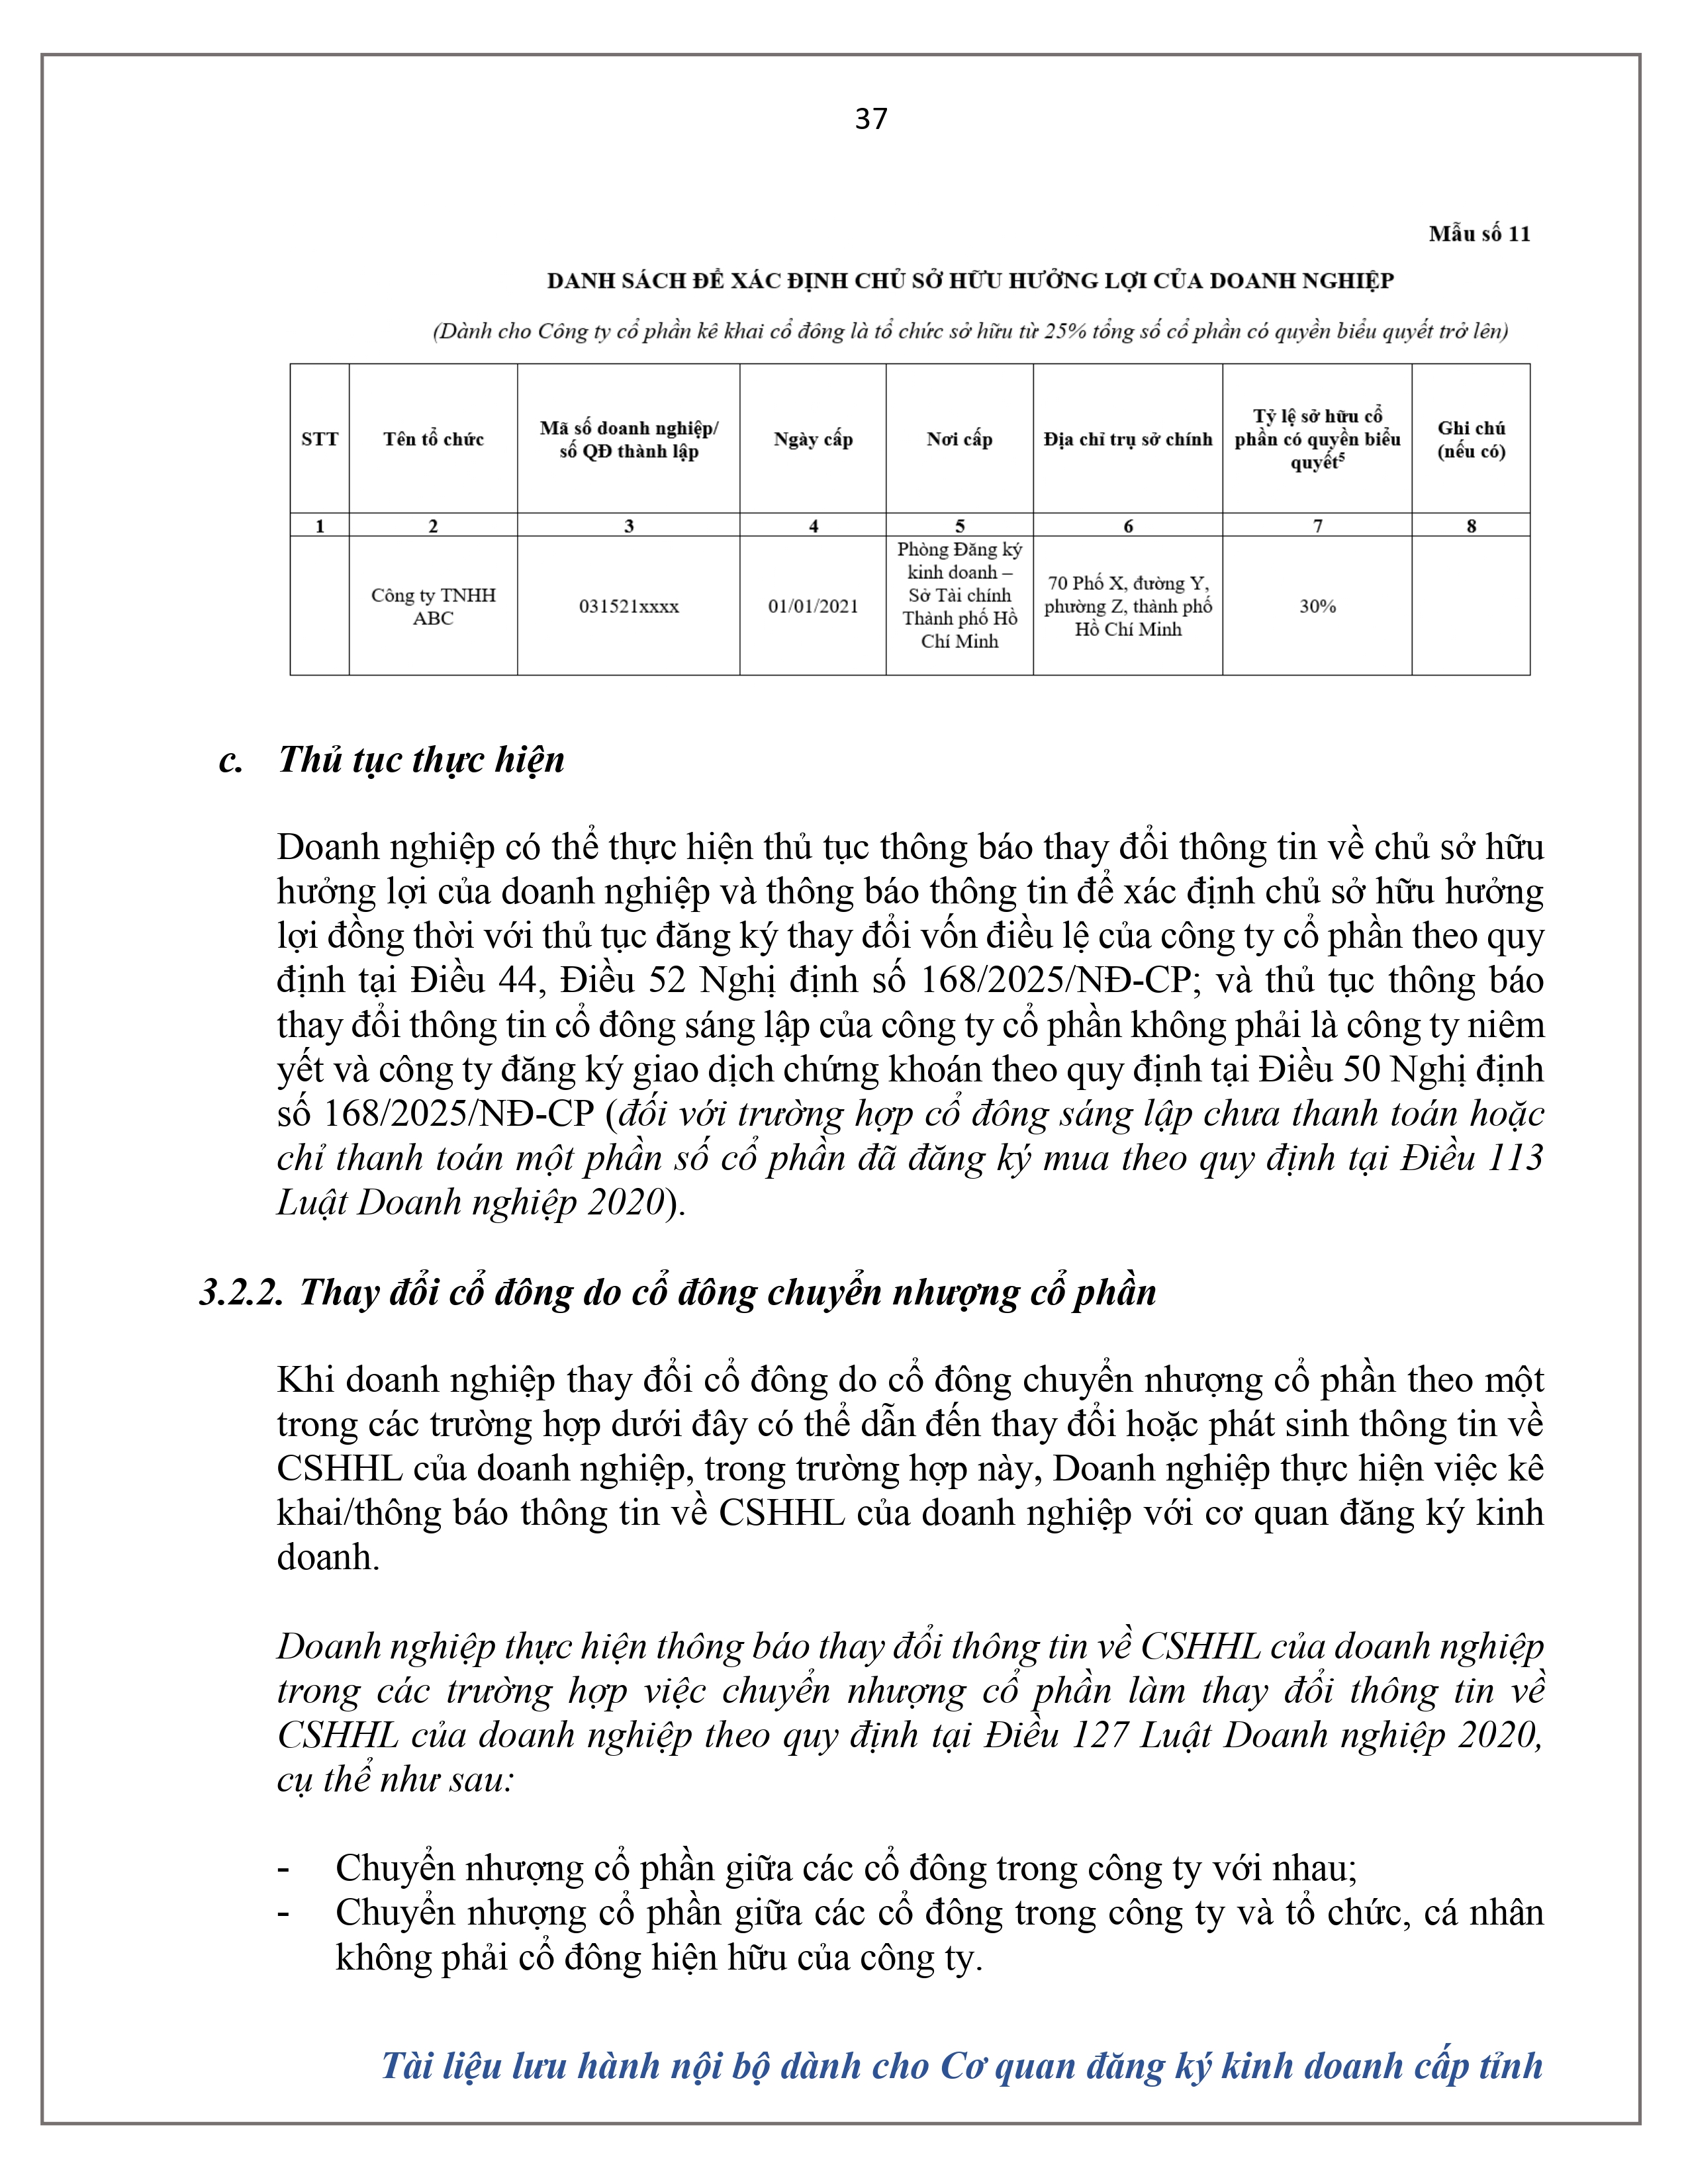 37
Mẫu số 11
DANH SÁCH ĐỂ XÁC ĐỊNH CHỦ SỞ HỮU HƯỞNG LỢI CỦA DOANH NGHIỆP
(Dành cho Công ty cổ phần kê khai cổ đông là tổ chức sở hữu từ 25% tổng số cổ phần có quyền biểu quyết trở lên)
STT
Tên tổ chức
Mã số doanh nghiệp/
số QĐ thành lập
Ngày cấp
Nơi cấp
Địa chỉ trụ sở chính
Tỷ lệ sở hữu cổ
phần có quyền biểu
quyết5
Ghi chú
(nếu có)
1 2 3 4 5 6 7 8
Công ty TNHH
ABC
031521xxxx
01/01/2021
Phòng Đăng ký
kinh doanh –
Sở Tài chính
Thành phố Hồ
Chí Minh
70 Phố X, đường Y,
phường Z, thành phố
Hồ Chí Minh
30%
c. Thủ tục thực hiện
Doanh nghiệp có thể thực hiện thủ tục thông báo thay đổi thông tin về chủ sở hữu
hưởng lợi của doanh nghiệp và thông báo thông tin để xác định chủ sở hữu hưởng
lợi đồng thời với thủ tục đăng ký thay đổi vốn điều lệ của công ty cổ phần theo quy
định tại Điều 44, Điều 52 Nghị định số 168/2025/NĐ-CP; và thủ tục thông báo
thay đổi thông tin cổ đông sáng lập của công ty cổ phần không phải là công ty niêm
yết và công ty đăng ký giao dịch chứng khoán theo quy định tại Điều 50 Nghị định
số 168/2025/NĐ-CP (đối với trường hợp cổ đông sáng lập chưa thanh toán hoặc
chỉ thanh toán một phần số cổ phần đã đăng ký mua theo quy định tại Điều 113
Luật Doanh nghiệp 2020).
3.2.2. Thay đổi cổ đông do cổ đông chuyển nhượng cổ phần
Khi doanh nghiệp thay đổi cổ đông do cổ đông chuyển nhượng cổ phần theo một
trong các trường hợp dưới đây có thể dẫn đến thay đổi hoặc phát sinh thông tin về
CSHHL của doanh nghiệp, trong trường hợp này, Doanh nghiệp thực hiện việc kê
khai/thông báo thông tin về CSHHL của doanh nghiệp với cơ quan đăng ký kinh
doanh.
Doanh nghiệp thực hiện thông báo thay đổi thông tin về CSHHL của doanh nghiệp
trong các trường hợp việc chuyển nhượng cổ phần làm thay đổi thông tin về
CSHHL của doanh nghiệp theo quy định tại Điều 127 Luật Doanh nghiệp 2020,
cụ thể như sau:
- Chuyển nhượng cổ phần giữa các cổ đông trong công ty với nhau;
- Chuyển nhượng cổ phần giữa các cổ đông trong công ty và tổ chức, cá nhân
không phải cổ đông hiện hữu của công ty.
Tài liệu lưu hành nội bộ dành cho Cơ quan đăng ký kinh doanh cấp tỉnh